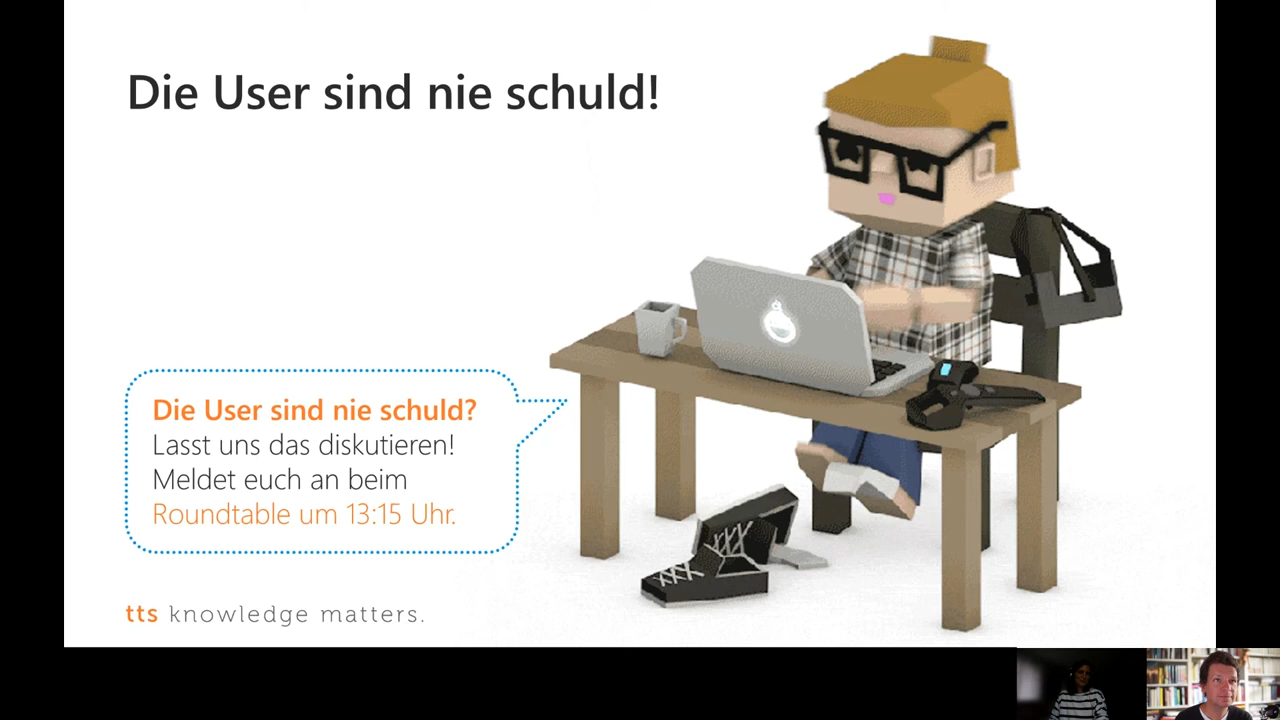 Die User sind nie schuld!
Die User sind nie schuld?
Lasst uns das diskutieren!
Meldet euch an beim
Roundtable um 13:15 Uhr.
tts knowledge matters.